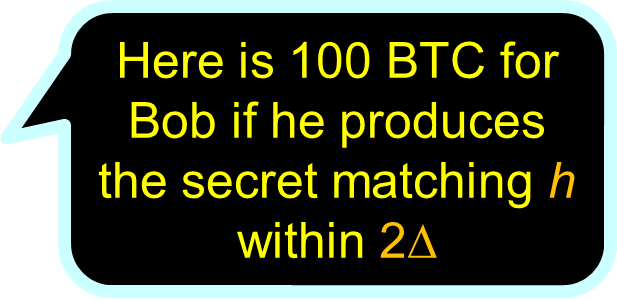 Here is 100 BTC for
Bob if he produces
the secret matching h
within 2Δ